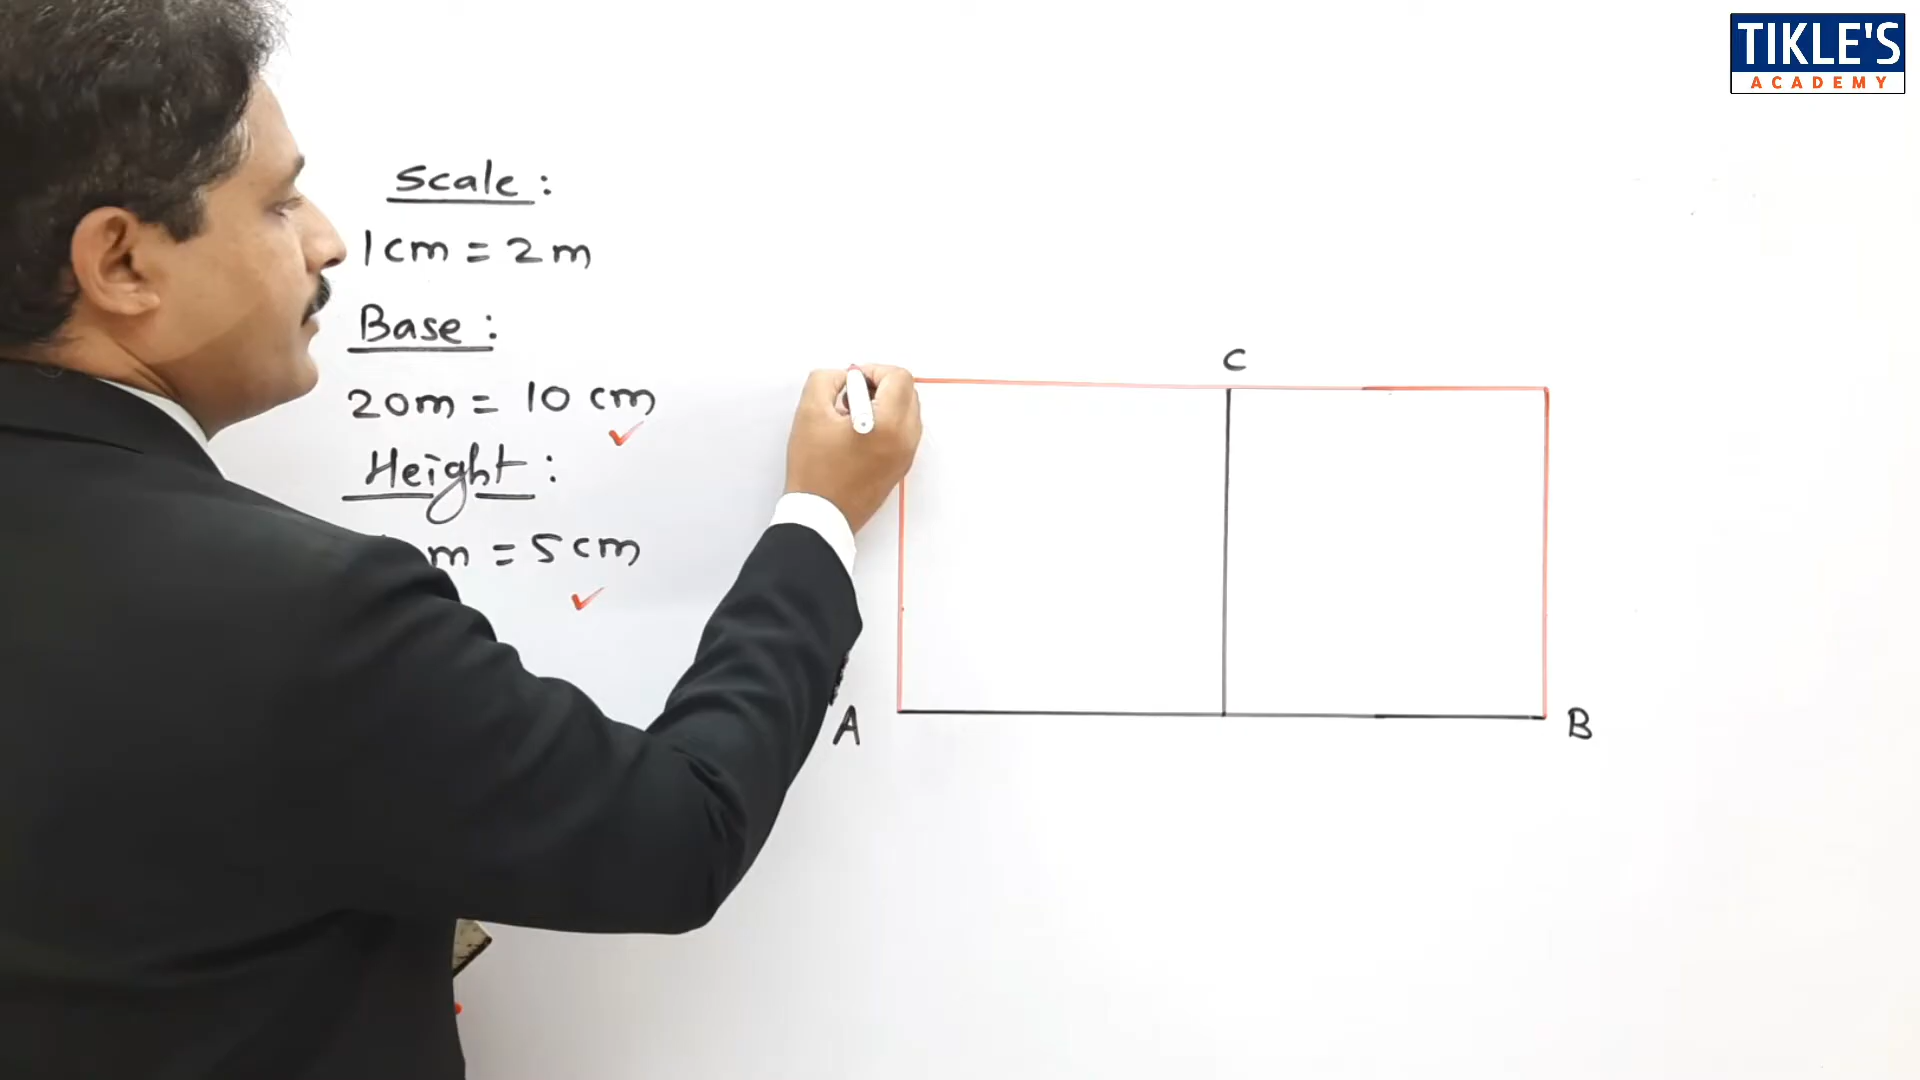 TIKLE'S
ACADEMY
Scale :
1cm = 2m
Base :
20m = 10 cm
Height :
m = 5cm
C
A
B